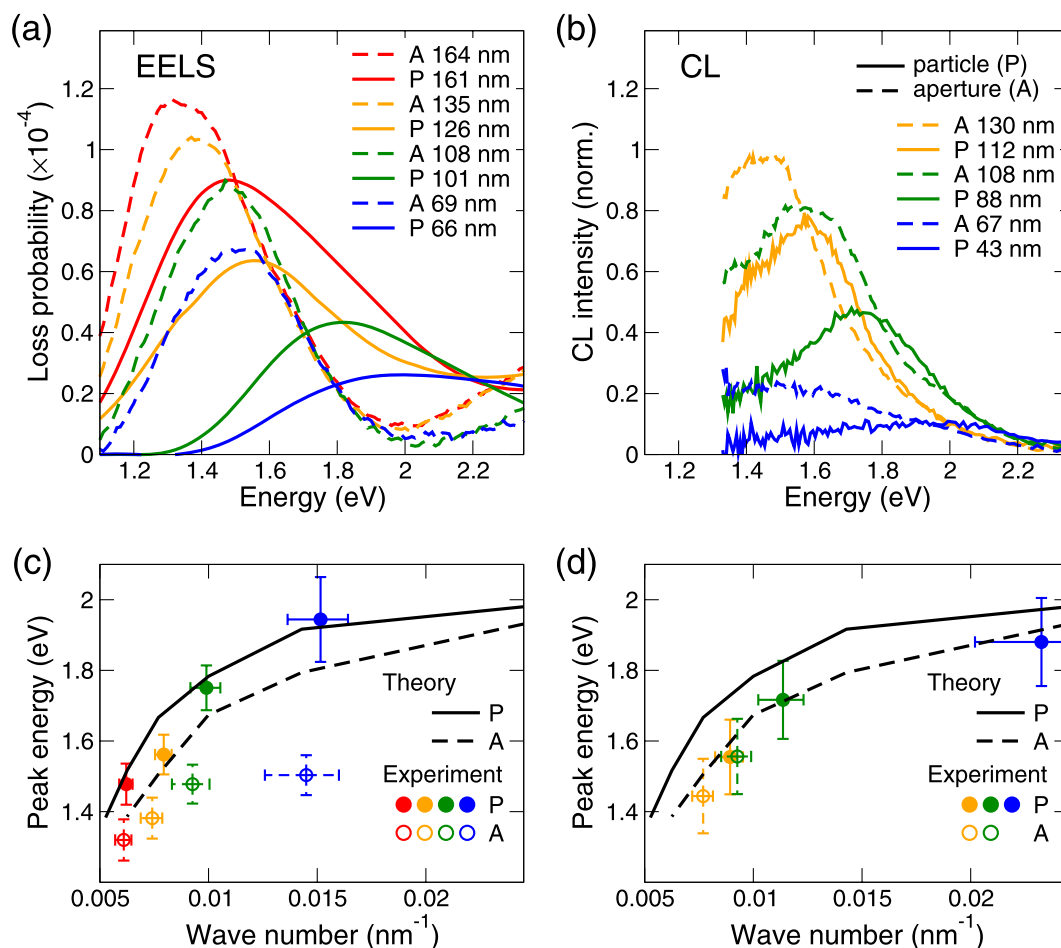 (a)
EELS
A 164 nm
P 161 nm
A 135 nm
P 126 nm
A 108 nm
P 101 nm
A 69 nm
P 66 nm
Loss probability (×10⁻⁴)
1.2
1
0.8
0.6
0.4
0.2
0
1.2 1.4 1.6 1.8 2 2.2
Energy (eV)
(b)
CL
particle (P)
aperture (A)
A 130 nm
P 112 nm
A 108 nm
P 88 nm
A 67 nm
P 43 nm
CL intensity (norm.)
1.2
1
0.8
0.6
0.4
0.2
0
1.2 1.4 1.6 1.8 2 2.2
Energy (eV)
(c)
Peak energy (eV)
2
1.8
1.6
1.4
Theory
P
A
Experiment
P
A
0.005 0.01 0.015 0.02
Wave number (nm⁻¹)
(d)
Peak energy (eV)
2
1.8
1.6
1.4
Theory
P
A
Experiment
P
A
0.005 0.01 0.015 0.02
Wave number (nm⁻¹)